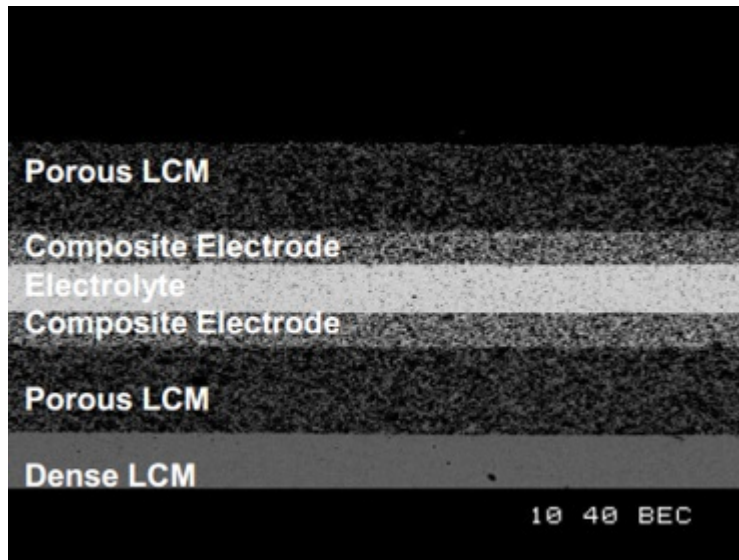 Porous LCM
Composite Electrode
Electrolyte
Composite Electrode
Porous LCM
Dense LCM
10 40 BEC